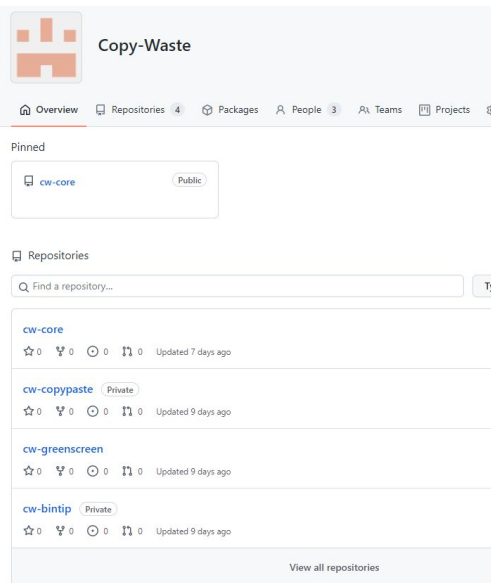 Copy-Waste
Overview Repositories 4 Packages People 3 Teams Projects
Pinned
cw-core Public
Repositories
Find a repository...
cw-core
0 0 0 0 Updated 7 days ago
cw-copypaste Private
0 0 0 0 Updated 9 days ago
cw-greenscreen
0 0 0 0 Updated 9 days ago
cw-bintip Private
0 0 0 0 Updated 9 days ago
View all repositories